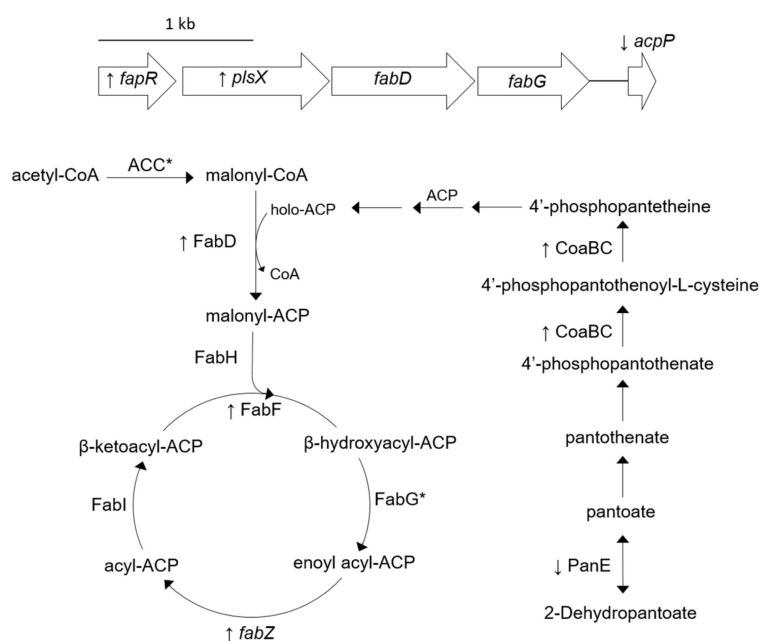 1 kb
↓ acpP
↑ fapR
↑ plsX
fabD
fabG
acetyl-CoA
ACC*
malonyl-CoA
holo-ACP
ACP
4'-phosphopantetheine
↑ FabD
CoA
↑ CoaBC
4'-phosphopantothenoyl-L-cysteine
malonyl-ACP
↑ CoaBC
FabH
4'-phosphopantothenate
↑ FabF
β-ketoacyl-ACP
β-hydroxyacyl-ACP
pantothenate
FabI
FabG*
pantoate
acyl-ACP
enoyl acyl-ACP
↓ PanE
↑ fabZ
2-Dehydropantoate